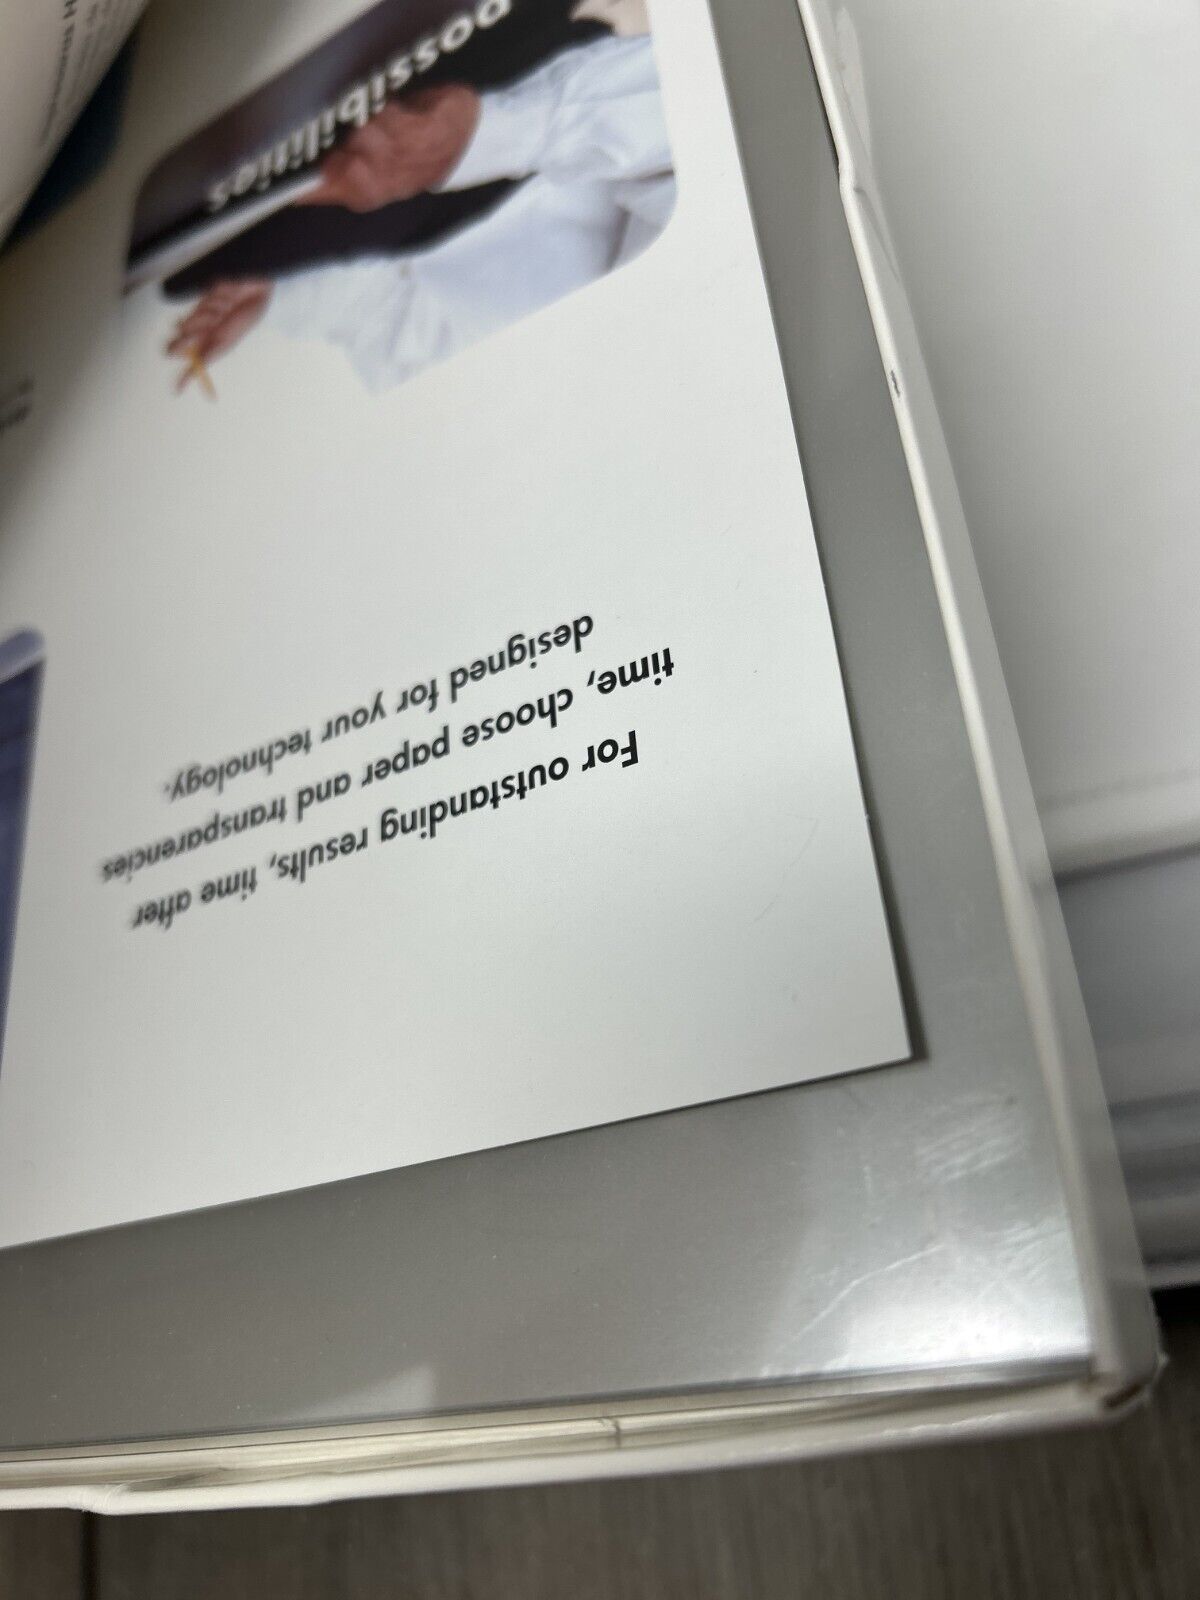 For outstanding results, time after
time, choose paper and transparencies
designed for your technology.
possibilities